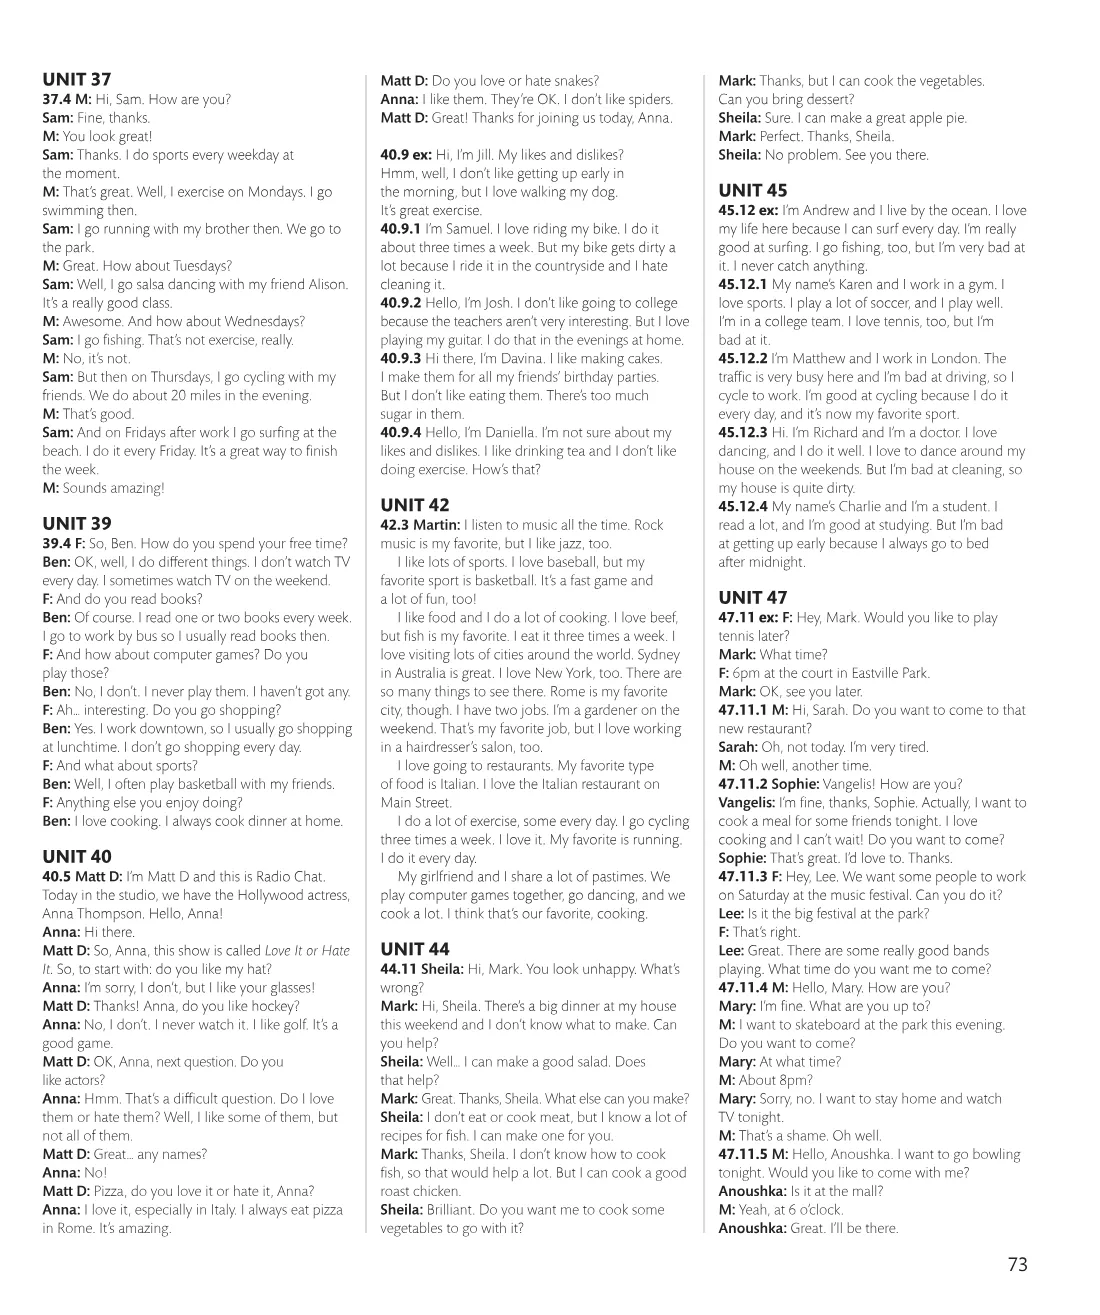 UNIT 37
37.4 M: Hi, Sam. How are you?
Sam: Fine, thanks.
M: You look great!
Sam: Thanks. I do sports every weekday at
the moment.
M: That’s great. Well, I exercise on Mondays. I go
swimming then.
Sam: I go running with my brother then. We go to
the park.
M: Great. How about Tuesdays?
Sam: Well, I go salsa dancing with my friend Alison.
It’s a really good class.
M: Awesome. And how about Wednesdays?
Sam: I go fishing. That’s not exercise, really.
M: No, it’s not.
Sam: But then on Thursdays, I go cycling with my
friends. We do about 20 miles in the evening.
M: That’s good.
Sam: And on Fridays after work I go surfing at the
beach. I do it every Friday. It’s a great way to finish
the week.
M: Sounds amazing!
UNIT 39
39.4 F: So, Ben. How do you spend your free time?
Ben: OK, well, I do different things. I don’t watch TV
every day. I sometimes watch TV on the weekend.
F: And do you read books?
Ben: Of course. I read one or two books every week.
I go to work by bus so I usually read books then.
F: And how about computer games? Do you
play those?
Ben: No, I don’t. I never play them. I haven’t got any.
F: Ah… interesting. Do you go shopping?
Ben: Yes. I work downtown, so I usually go shopping
at lunchtime. I don’t go shopping every day.
F: And what about sports?
Ben: Well, I often play basketball with my friends.
F: Anything else you enjoy doing?
Ben: I love cooking. I always cook dinner at home.
UNIT 40
40.5 Matt D: I’m Matt D and this is Radio Chat.
Today in the studio, we have the Hollywood actress,
Anna Thompson. Hello, Anna!
Anna: Hi there.
Matt D: So, Anna, this show is called Love It or Hate
It. So, to start with: do you like my hat?
Anna: I’m sorry, I don’t, but I like your glasses!
Matt D: Thanks! Anna, do you like hockey?
Anna: No, I don’t. I never watch it. I like golf. It’s a
good game.
Matt D: OK, Anna, next question. Do you
like actors?
Anna: Hmm. That’s a difficult question. Do I love
them or hate them? Well, I like some of them, but
not all of them.
Matt D: Great… any names?
Anna: No!
Matt D: Pizza, do you love it or hate it, Anna?
Anna: I love it, especially in Italy. I always eat pizza
in Rome. It’s amazing.
Matt D: Do you love or hate snakes?
Anna: I like them. They’re OK. I don’t like spiders.
Matt D: Great! Thanks for joining us today, Anna.
40.9 ex: Hi, I’m Jill. My likes and dislikes?
Hmm, well, I don’t like getting up early in
the morning, but I love walking my dog.
It’s great exercise.
40.9.1 I’m Samuel. I love riding my bike. I do it
about three times a week. But my bike gets dirty a
lot because I ride it in the countryside and I hate
cleaning it.
40.9.2 Hello, I’m Josh. I don’t like going to college
because the teachers aren’t very interesting. But I love
playing my guitar. I do that in the evenings at home.
40.9.3 Hi there, I’m Davina. I like making cakes.
I make them for all my friends’ birthday parties.
But I don’t like eating them. There’s too much
sugar in them.
40.9.4 Hello, I’m Daniella. I’m not sure about my
likes and dislikes. I like drinking tea and I don’t like
doing exercise. How’s that?
UNIT 42
42.3 Martin: I listen to music all the time. Rock
music is my favorite, but I like jazz, too.
I like lots of sports. I love baseball, but my
favorite sport is basketball. It’s a fast game and
a lot of fun, too!
I like food and I do a lot of cooking. I love beef,
but fish is my favorite. I eat it three times a week. I
love visiting lots of cities around the world. Sydney
in Australia is great. I love New York, too. There are
so many things to see there. Rome is my favorite
city, though. I have two jobs. I’m a gardener on the
weekend. That’s my favorite job, but I love working
in a hairdresser’s salon, too.
I love going to restaurants. My favorite type
of food is Italian. I love the Italian restaurant on
Main Street.
I do a lot of exercise, some every day. I go cycling
three times a week. I love it. My favorite is running.
I do it every day.
My girlfriend and I share a lot of pastimes. We
play computer games together, go dancing, and we
cook a lot. I think that’s our favorite, cooking.
UNIT 44
44.11 Sheila: Hi, Mark. You look unhappy. What’s
wrong?
Mark: Hi, Sheila. There’s a big dinner at my house
this weekend and I don’t know what to make. Can
you help?
Sheila: Well… I can make a good salad. Does
that help?
Mark: Great. Thanks, Sheila. What else can you make?
Sheila: I don’t eat or cook meat, but I know a lot of
recipes for fish. I can make one for you.
Mark: Thanks, Sheila. I don’t know how to cook
fish, so that would help a lot. But I can cook a good
roast chicken.
Sheila: Brilliant. Do you want me to cook some
vegetables to go with it?
Mark: Thanks, but I can cook the vegetables.
Can you bring dessert?
Sheila: Sure. I can make a great apple pie.
Mark: Perfect. Thanks, Sheila.
Sheila: No problem. See you there.
UNIT 45
45.12 ex: I’m Andrew and I live by the ocean. I love
my life here because I can surf every day. I’m really
good at surfing. I go fishing, too, but I’m very bad at
it. I never catch anything.
45.12.1 My name’s Karen and I work in a gym. I
love sports. I play a lot of soccer, and I play well.
I’m in a college team. I love tennis, too, but I’m
bad at it.
45.12.2 I’m Matthew and I work in London. The
traffic is very busy here and I’m bad at driving, so I
cycle to work. I’m good at cycling because I do it
every day, and it’s now my favorite sport.
45.12.3 Hi. I’m Richard and I’m a doctor. I love
dancing, and I do it well. I love to dance around my
house on the weekends. But I’m bad at cleaning, so
my house is quite dirty.
45.12.4 My name’s Charlie and I’m a student. I
read a lot, and I’m good at studying. But I’m bad
at getting up early because I always go to bed
after midnight.
UNIT 47
47.11 ex: F: Hey, Mark. Would you like to play
tennis later?
Mark: What time?
F: 6pm at the court in Eastville Park.
Mark: OK, see you later.
47.11.1 M: Hi, Sarah. Do you want to come to that
new restaurant?
Sarah: Oh, not today. I’m very tired.
M: Oh well, another time.
47.11.2 Sophie: Vangelis! How are you?
Vangelis: I’m fine, thanks, Sophie. Actually, I want to
cook a meal for some friends tonight. I love
cooking and I can’t wait! Do you want to come?
Sophie: That’s great. I’d love to. Thanks.
47.11.3 F: Hey, Lee. We want some people to work
on Saturday at the music festival. Can you do it?
Lee: Is it the big festival at the park?
F: That’s right.
Lee: Great. There are some really good bands
playing. What time do you want me to come?
47.11.4 M: Hello, Mary. How are you?
Mary: I’m fine. What are you up to?
M: I want to skateboard at the park this evening.
Do you want to come?
Mary: At what time?
M: About 8pm?
Mary: Sorry, no. I want to stay home and watch
TV tonight.
M: That’s a shame. Oh well.
47.11.5 M: Hello, Anoushka. I want to go bowling
tonight. Would you like to come with me?
Anoushka: Is it at the mall?
M: Yeah, at 6 o’clock.
Anoushka: Great. I’ll be there.
73